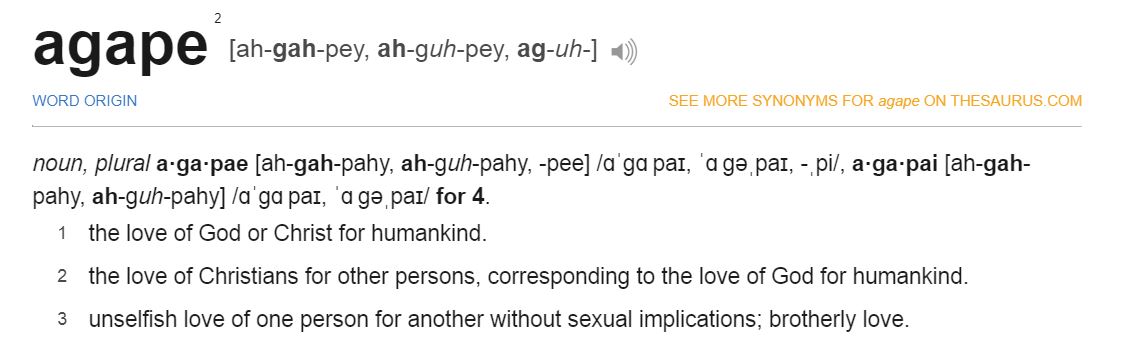 agape 2 [ah-gah-pey, ah-guh-pey, ag-uh-]
WORD ORIGIN SEE MORE SYNONYMS FOR agape ON THESAURUS.COM
noun, plural a·ga·pae [ah-gah-pahy, ah-guh-pahy, -pee] /ɑˈgɑ paɪ, ˈɑ gəˌpaɪ, -ˌpi/, a·ga·pai [ah-gah-
pahy, ah-guh-pahy] /ɑˈgɑ paɪ, ˈɑ gəˌpaɪ/ for 4.
1 the love of God or Christ for humankind.
2 the love of Christians for other persons, corresponding to the love of God for humankind.
3 unselfish love of one person for another without sexual implications; brotherly love.